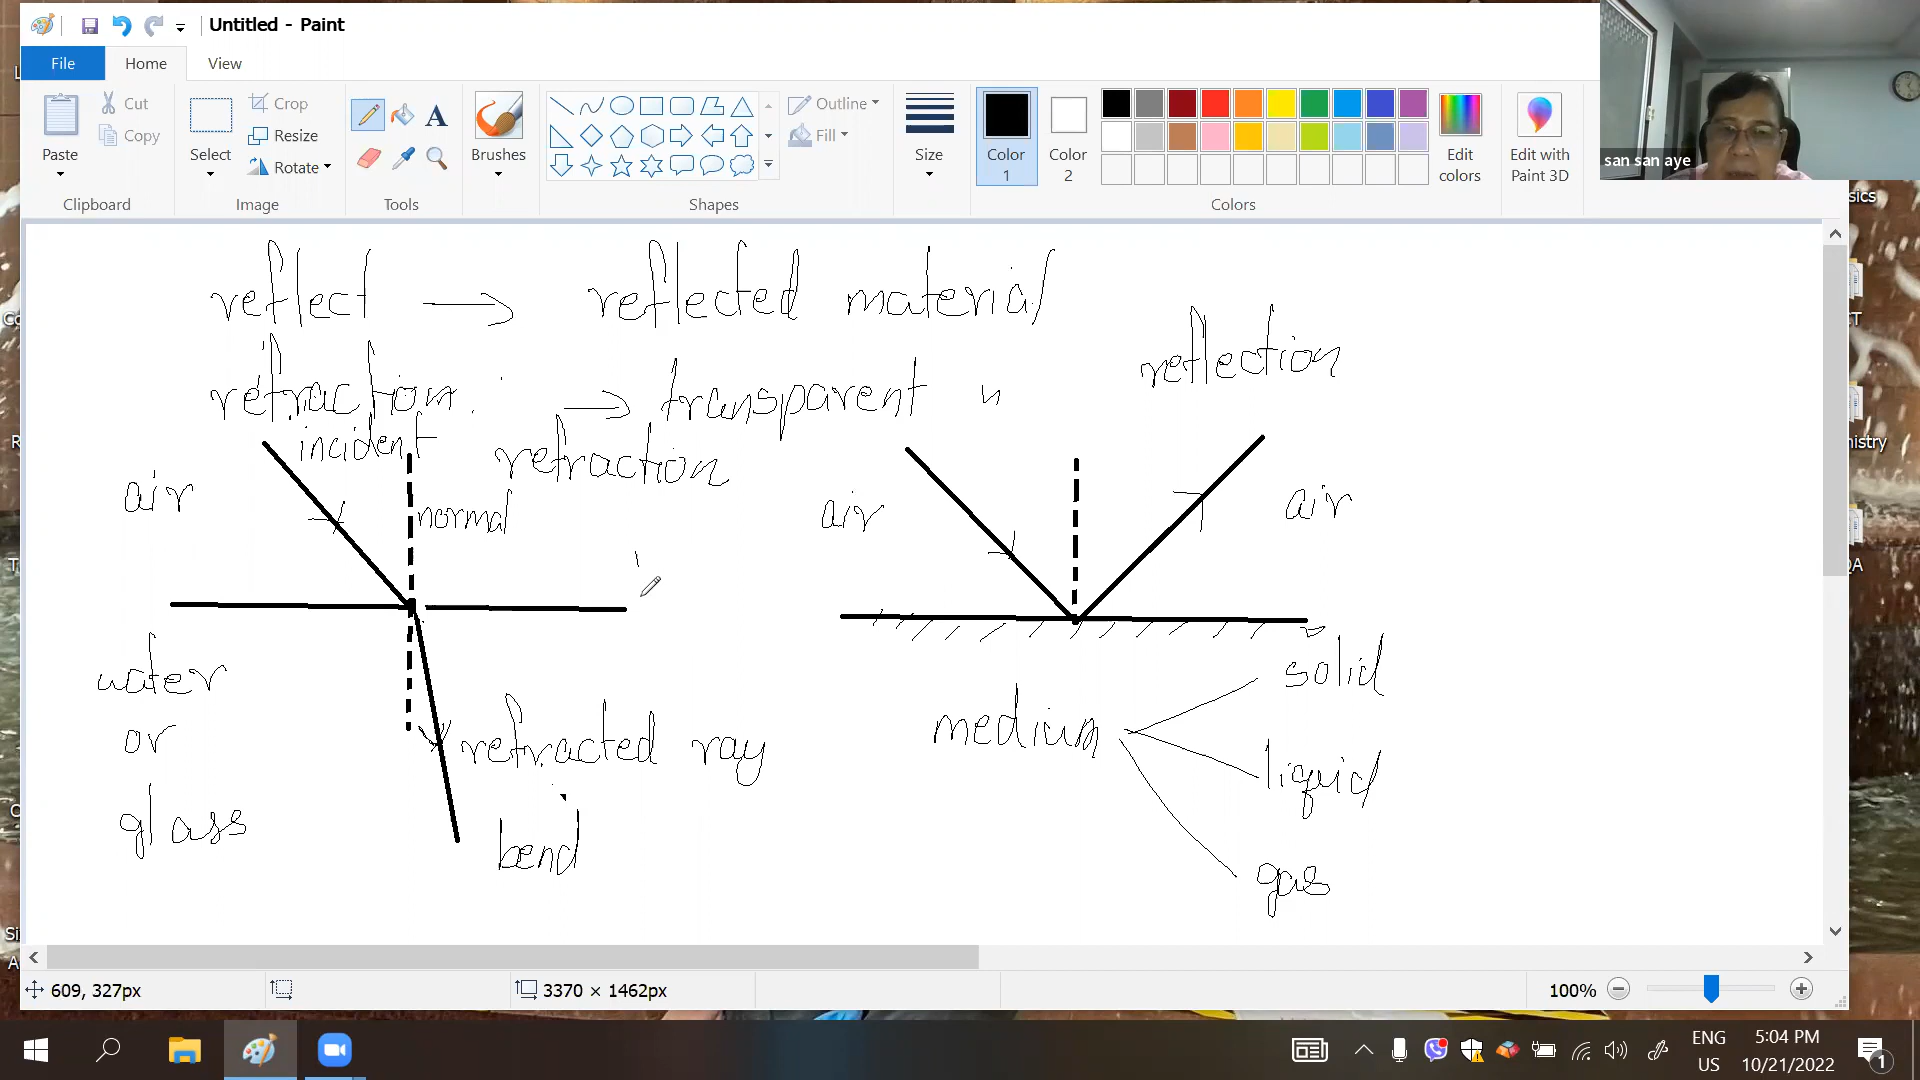 Untitled - Paint
File Home View
Cut
Copy
Paste
Clipboard
Crop
Resize
Rotate
Select
Image
Tools
Brushes
Outline
Fill
Shapes
Size
Color 1
Color 2
Edit colors
Edit with Paint 3D
Colors
san san aye
reflect → reflected material
refraction. → transparent "
reflection
incident
refraction
air
normal
air
air
water
or
glass
refracted ray
bend
medium
solid
liquid
gas
609, 327px
3370 × 1462px
100%
ENG
US
5:04 PM
10/21/2022
1